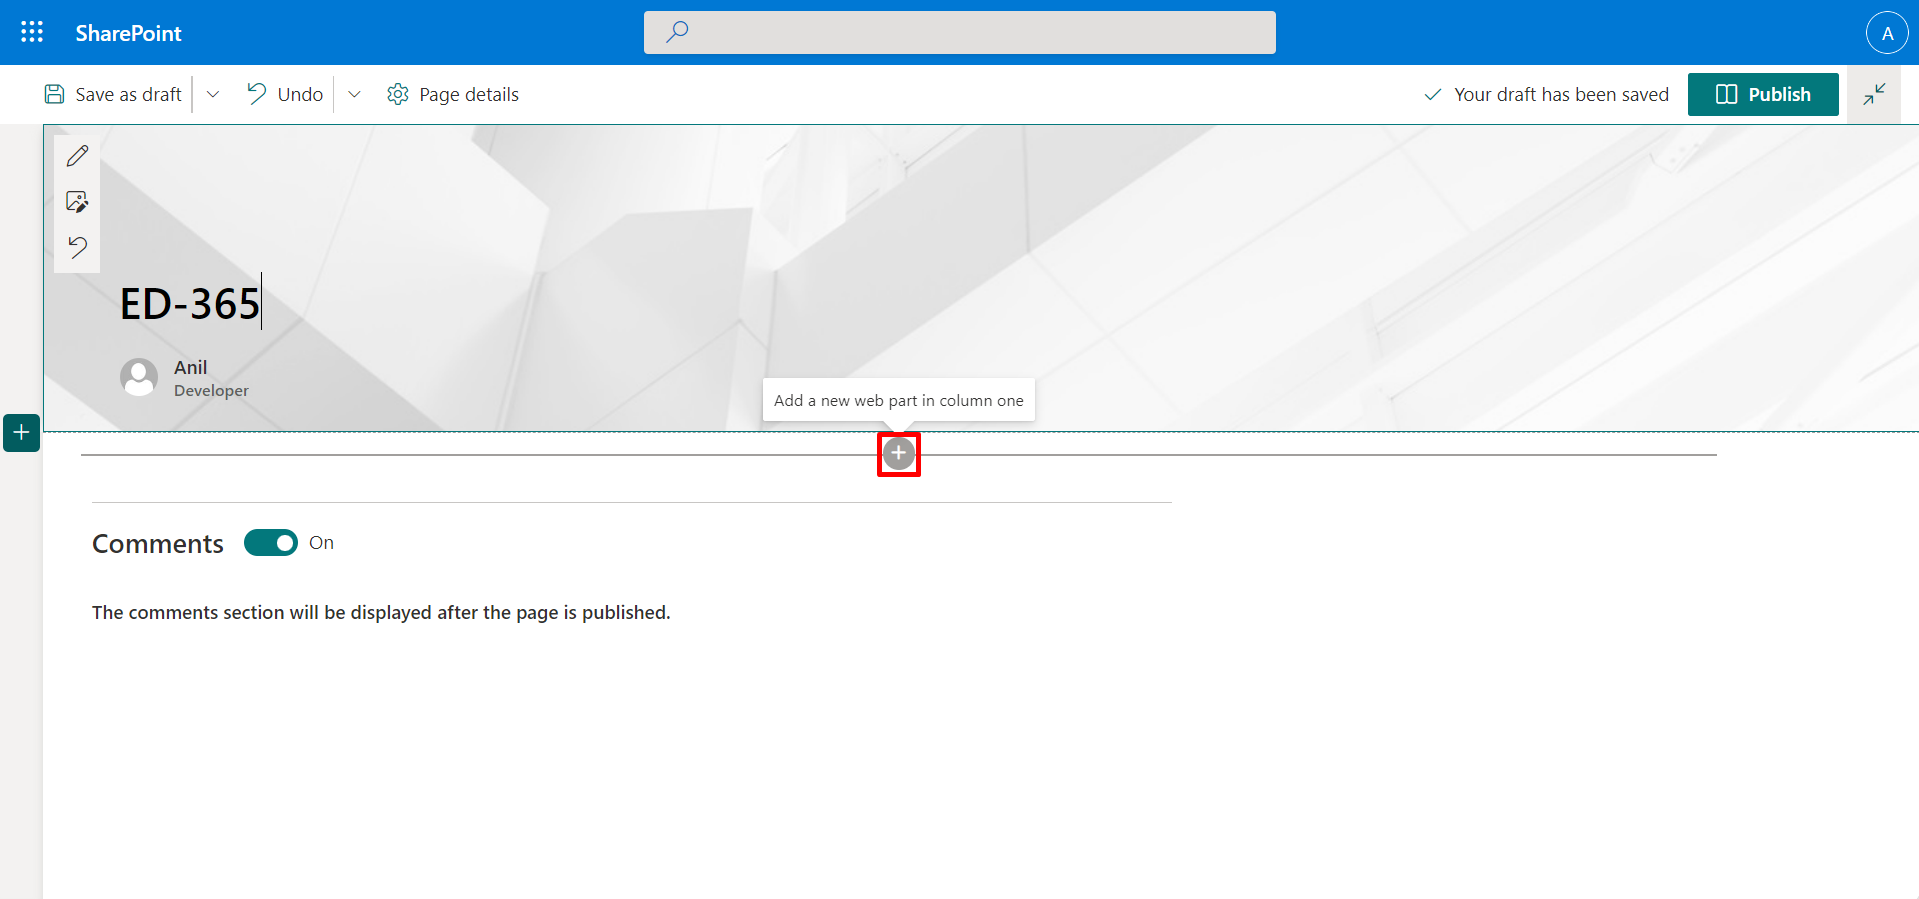 SharePoint
A
Save as draft
Undo
Page details
Your draft has been saved
Publish
ED-365
Anil
Developer
Add a new web part in column one
Comments
On
The comments section will be displayed after the page is published.